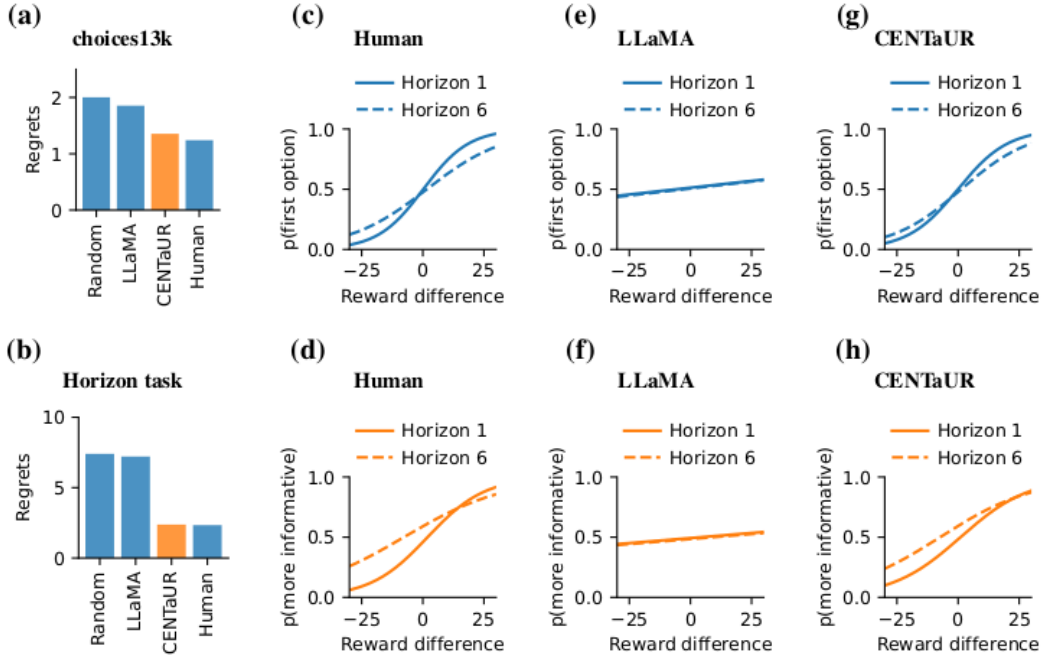 (a)
choices13k
2
1
0
Regrets
Random
LLaMA
CENTaUR
Human
(c)
Human
Horizon 1
Horizon 6
1.0
0.5
0.0
p(first option)
−25
0
25
Reward difference
(e)
LLaMA
Horizon 1
Horizon 6
1.0
0.5
0.0
p(first option)
−25
0
25
Reward difference
(g)
CENTaUR
Horizon 1
Horizon 6
1.0
0.5
0.0
p(first option)
−25
0
25
Reward difference
(b)
Horizon task
10
5
0
Regrets
Random
LLaMA
CENTaUR
Human
(d)
Human
Horizon 1
Horizon 6
1.0
0.5
0.0
p(more informative)
−25
0
25
Reward difference
(f)
LLaMA
Horizon 1
Horizon 6
1.0
0.5
0.0
p(more informative)
−25
0
25
Reward difference
(h)
CENTaUR
Horizon 1
Horizon 6
1.0
0.5
0.0
p(more informative)
−25
0
25
Reward difference